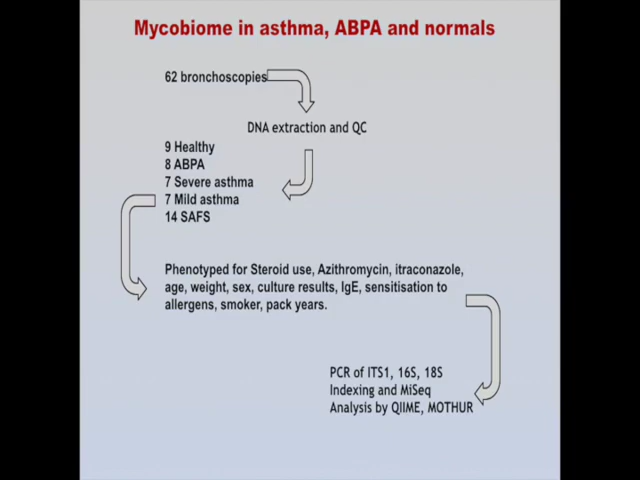 Mycobiome in asthma, ABPA and normals
62 bronchoscopies
DNA extraction and QC
9 Healthy
8 ABPA
7 Severe asthma
7 Mild asthma
14 SAFS
Phenotyped for Steroid use, Azithromycin, itraconazole,
age, weight, sex, culture results, IgE, sensitisation to
allergens, smoker, pack years.
PCR of ITS1, 16S, 18S
Indexing and MiSeq
Analysis by QIIME, MOTHUR